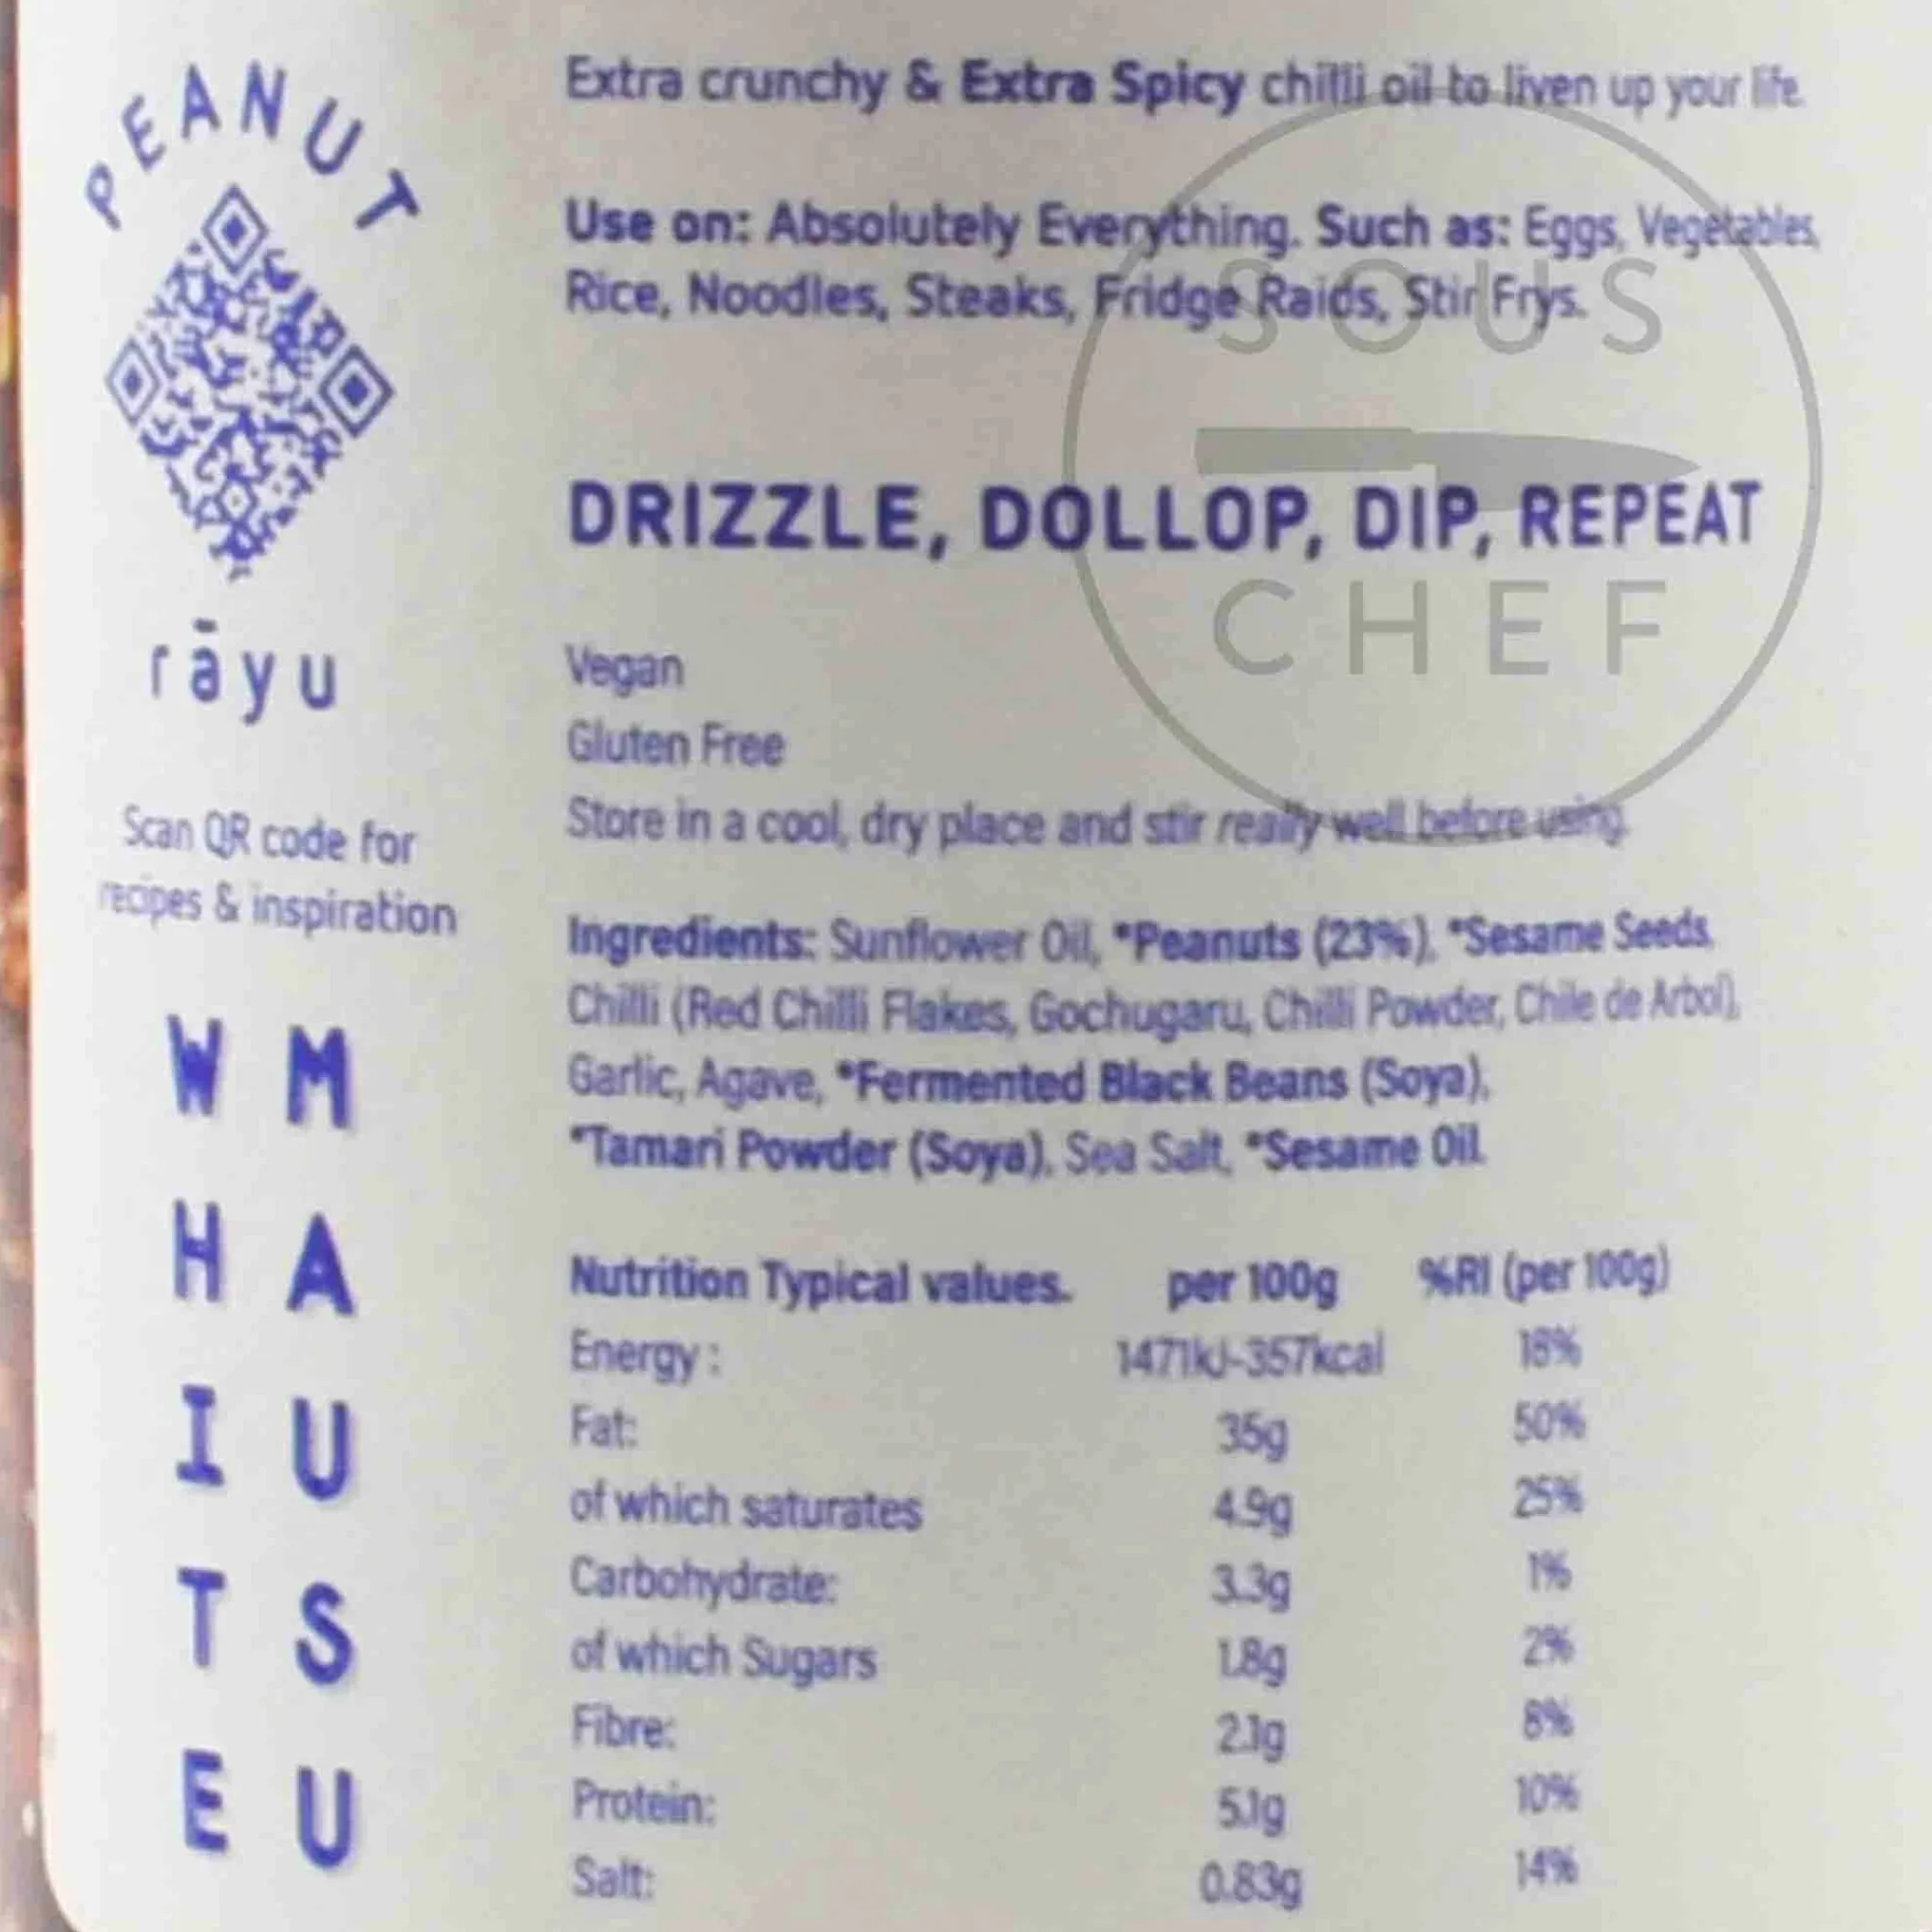 PEANUT
rāyu
Scan QR code for
recipes & inspiration
WHITE
MAUSU
Extra crunchy & Extra Spicy chilli oil to liven up your life.
Use on: Absolutely Everything. Such as: Eggs, Vegetables,
Rice, Noodles, Steaks, Fridge Raids, Stir Frys.
DRIZZLE, DOLLOP, DIP, REPEAT
Vegan
Gluten Free
Store in a cool, dry place and stir really well before using.
Ingredients: Sunflower Oil, *Peanuts (23%), *Sesame Seeds,
Chilli (Red Chilli Flakes, Gochugaru, Chilli Powder, Chile de Arbol),
Garlic, Agave, *Fermented Black Beans (Soya),
*Tamari Powder (Soya), Sea Salt, *Sesame Oil.
Nutrition Typical values. per 100g %RI (per 100g)
Energy: 1471kJ-357kcal 18%
Fat: 35g 50%
of which saturates 4.9g 25%
Carbohydrate: 3.3g 1%
of which Sugars 1.8g 2%
Fibre: 2.1g 8%
Protein: 5.1g 10%
Salt: 0.83g 14%
SOUS
CHEF